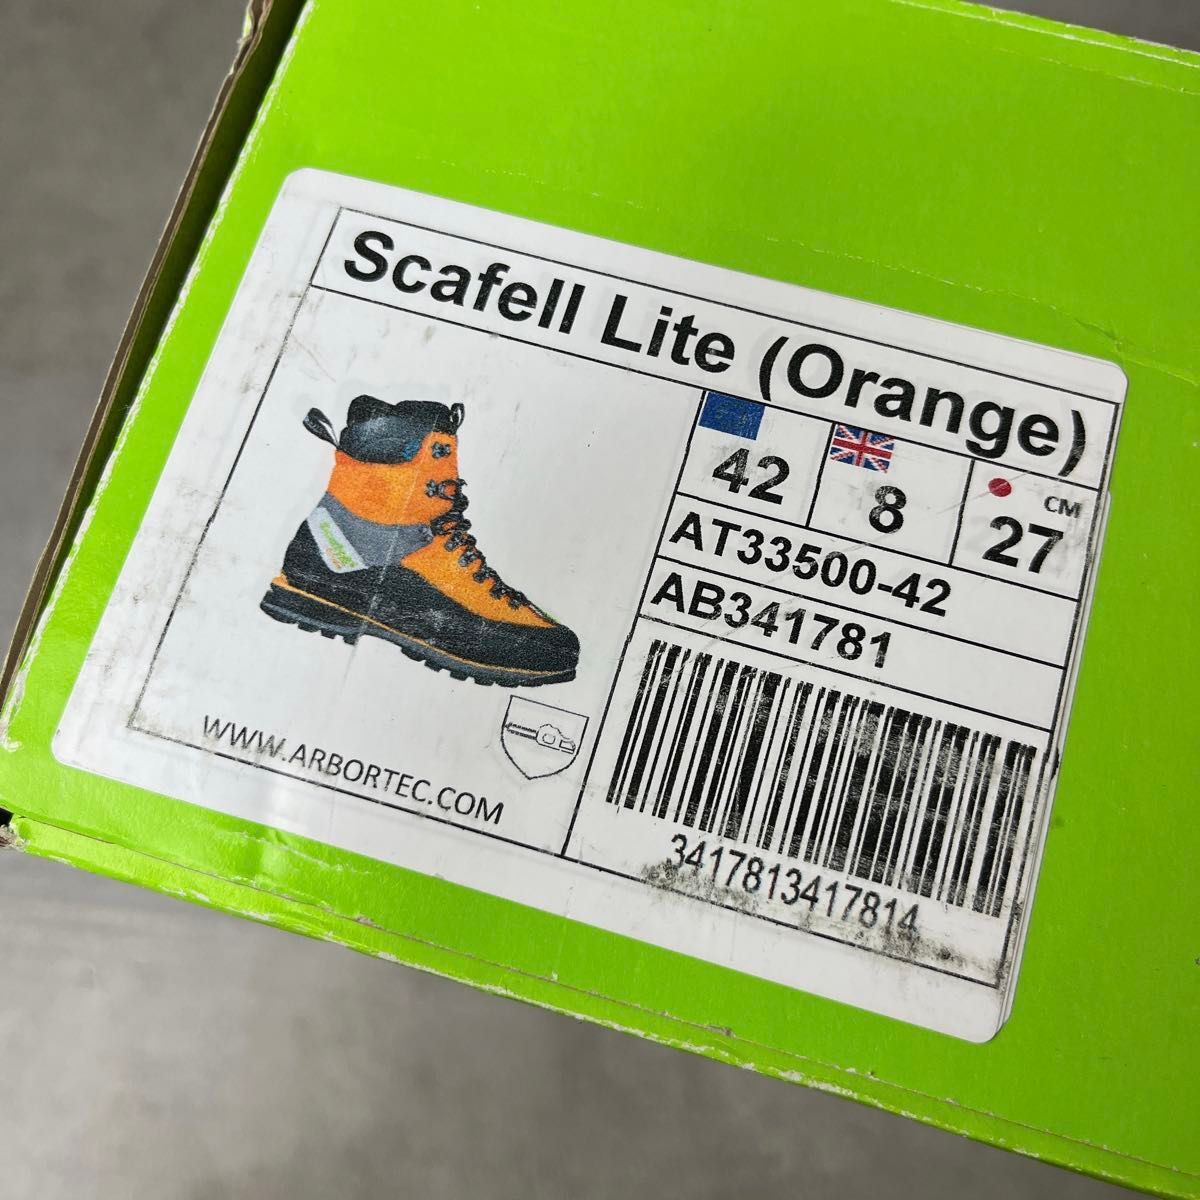 Scafell Lite (Orange)
42
8
CM
27
AT33500-42
AB341781
3417813417814
WWW.ARBORTEC.COM